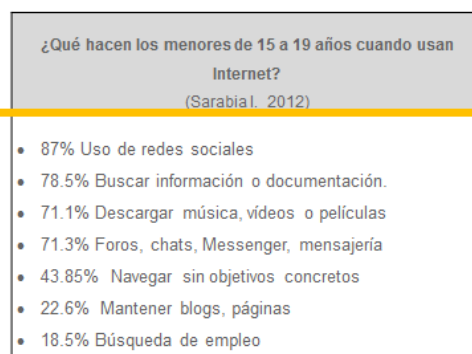 ¿Qué hacen los menores de 15 a 19 años cuando usan
Internet?
(Sarabia I. 2012)
• 87% Uso de redes sociales
• 78.5% Buscar información o documentación.
• 71.1% Descargar música, vídeos o películas
• 71.3% Foros, chats, Messenger, mensajería
• 43.85% Navegar sin objetivos concretos
• 22.6% Mantener blogs, páginas
• 18.5% Búsqueda de empleo